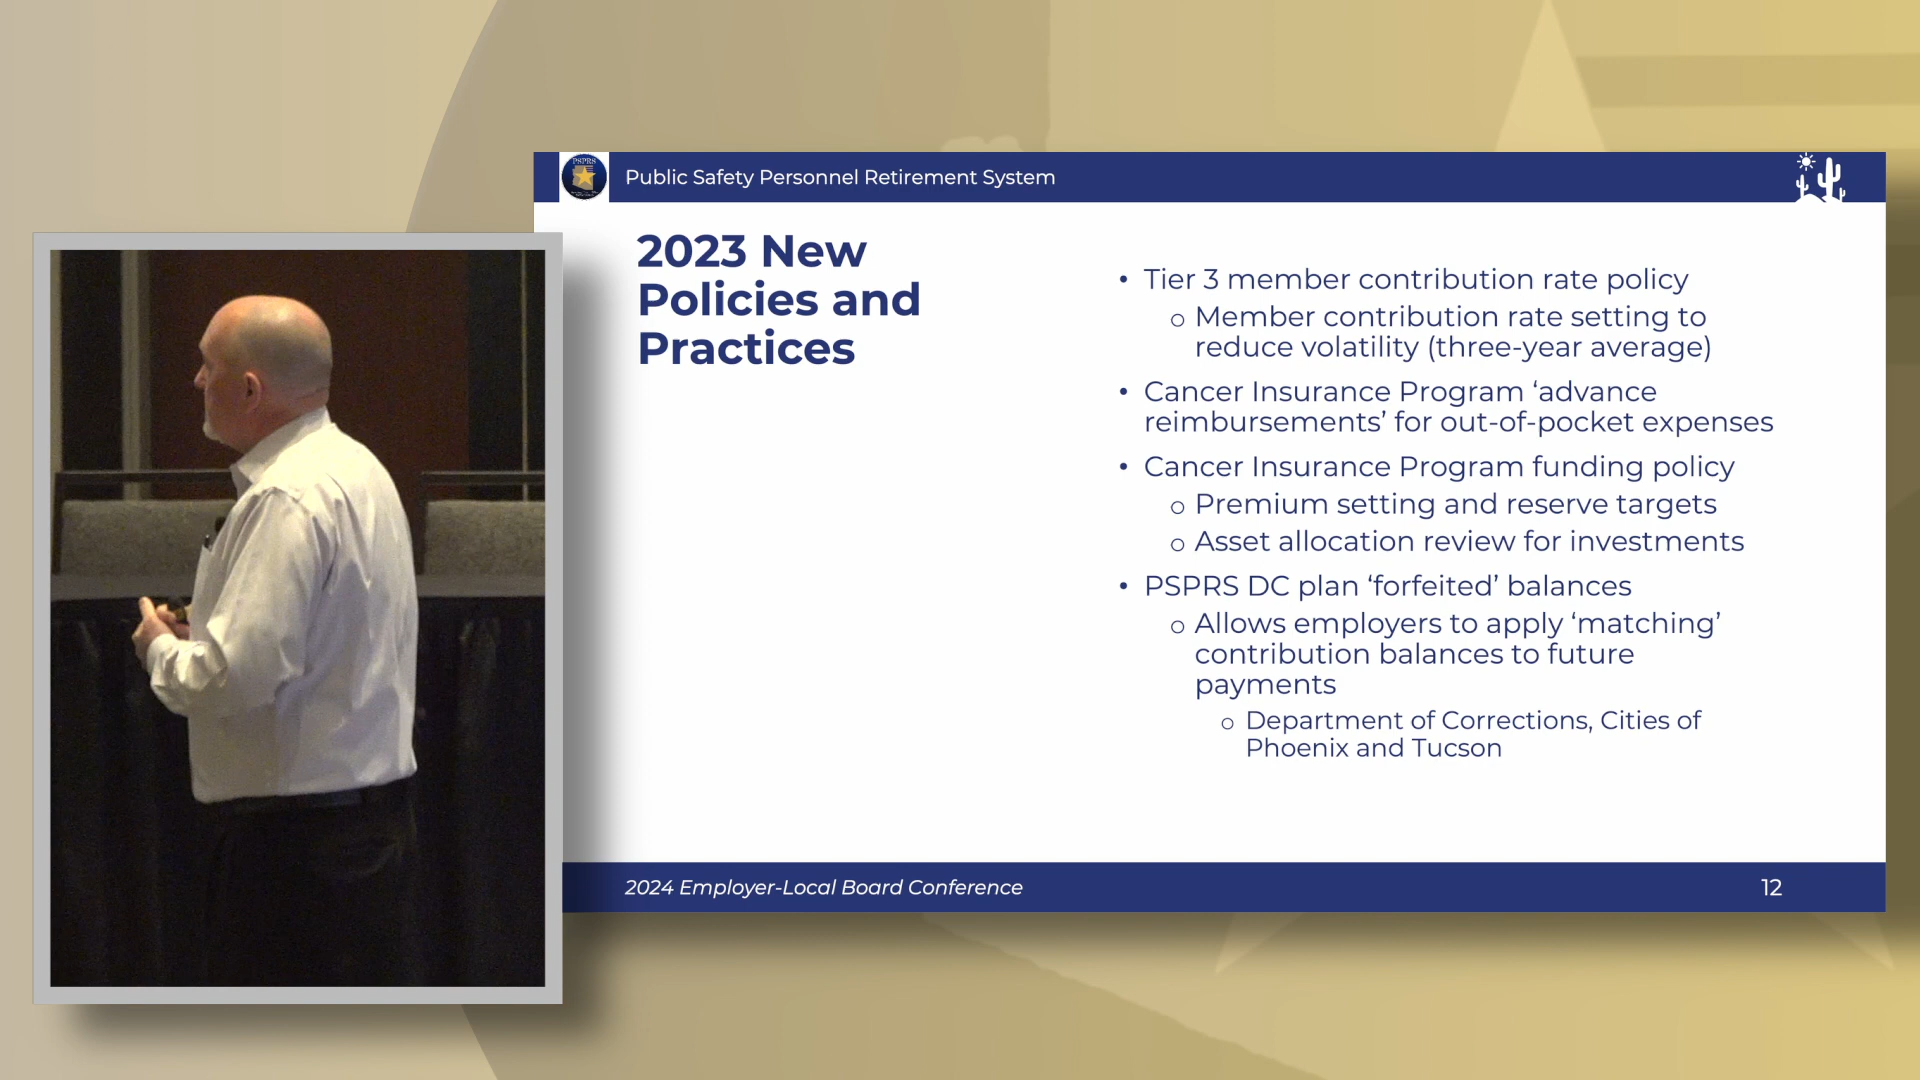 PSPRS
Public Safety Personnel Retirement System
2023 New
Policies and
Practices
• Tier 3 member contribution rate policy
o Member contribution rate setting to
reduce volatility (three-year average)
• Cancer Insurance Program ‘advance
reimbursements’ for out-of-pocket expenses
• Cancer Insurance Program funding policy
o Premium setting and reserve targets
o Asset allocation review for investments
• PSPRS DC plan ‘forfeited’ balances
o Allows employers to apply ‘matching’
contribution balances to future
payments
o Department of Corrections, Cities of
Phoenix and Tucson
2024 Employer-Local Board Conference
12